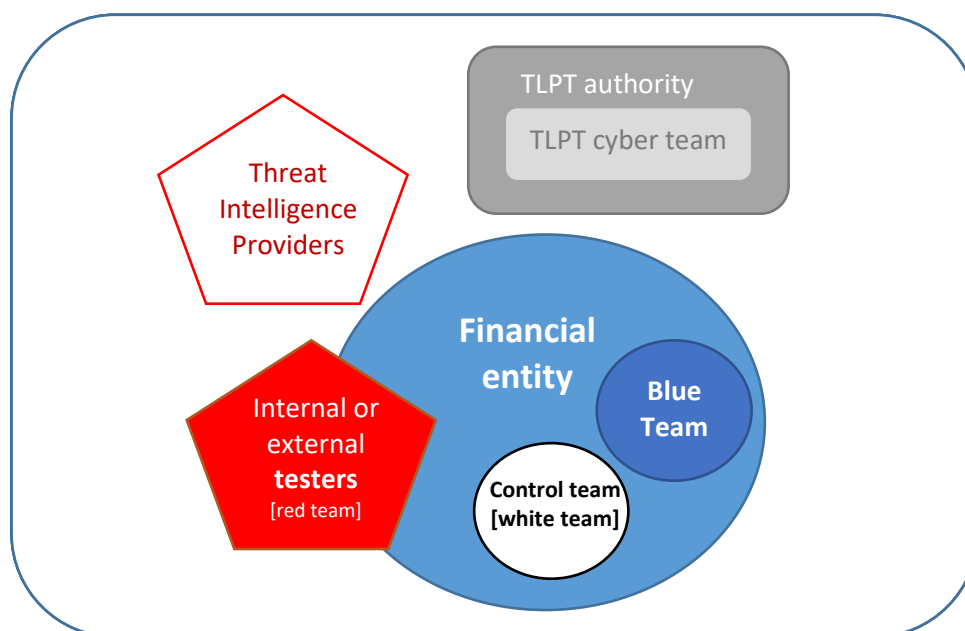 TLPT authority
TLPT cyber team
Threat
Intelligence
Providers
Financial
entity
Blue
Team
Internal or
external
testers
[red team]
Control team
[white team]